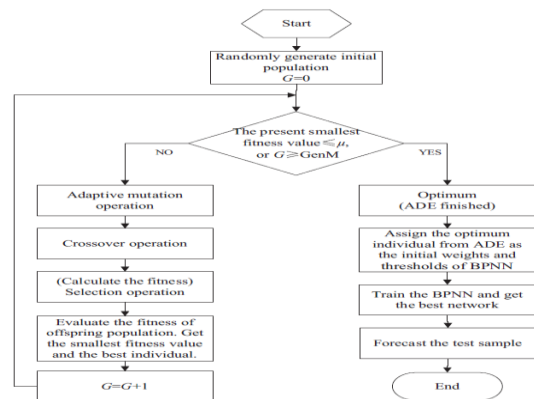 Start
Randomly generate initial
population
G=0
The present smallest
fitness value⩽μ,
or G⩾GenM
NO
YES
Adaptive mutation
operation
Crossover operation
(Calculate the fitness)
Selection operation
Evaluate the fitness of
offspring population. Get
the smallest fitness value
and the best individual.
G=G+1
Optimum
(ADE finished)
Assign the optimum
individual from ADE as
the initial weights and
thresholds of BPNN
Train the BPNN and get
the best network
Forecast the test sample
End